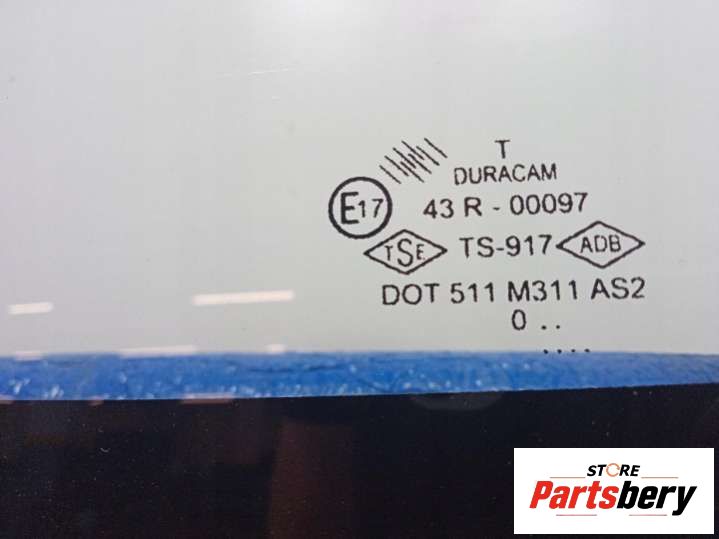 T
DURACAM
E17 43 R - 00097
TSE TS-917 ADB
DOT 511 M311 AS2
0 ..
....
STORE
Partsbery